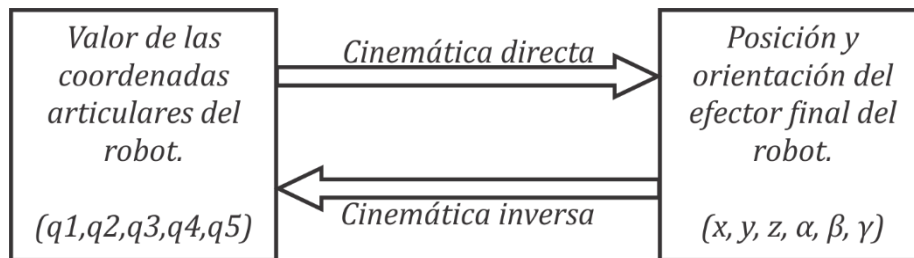 Valor de las
coordenadas
articulares del
robot.
(q1,q2,q3,q4,q5)
Cinemática directa
Cinemática inversa
Posición y
orientación del
efector final del
robot.
(x, y, z, α, β, γ)